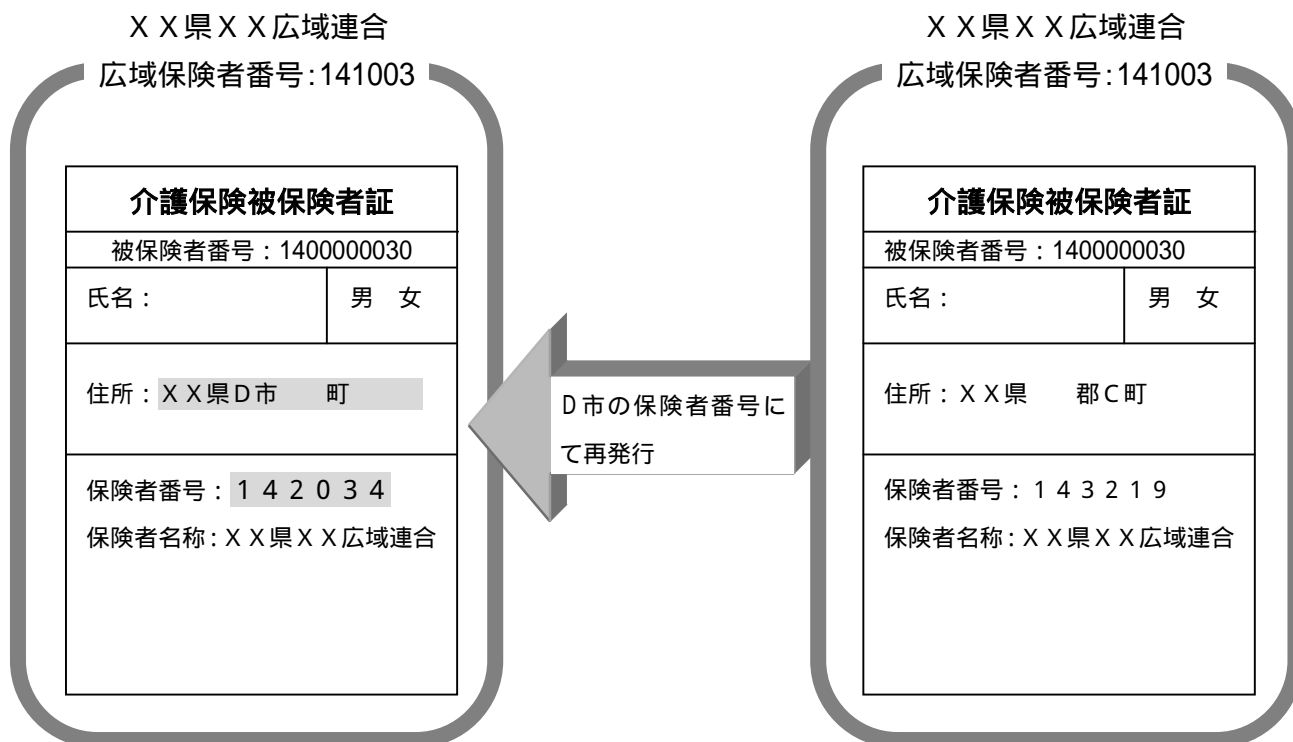 ＸＸ県ＸＸ広域連合
広域保険者番号:141003
介護保険被保険者証
被保険者番号：1400000030
氏名：　男　女
住所：ＸＸ県Ｄ市　　町
保険者番号：１４２０３４
保険者名称：ＸＸ県ＸＸ広域連合
Ｄ市の保険者番号に
て再発行
ＸＸ県ＸＸ広域連合
広域保険者番号:141003
介護保険被保険者証
被保険者番号：1400000030
氏名：　男　女
住所：ＸＸ県　　郡Ｃ町
保険者番号：１４３２１９
保険者名称：ＸＸ県ＸＸ広域連合